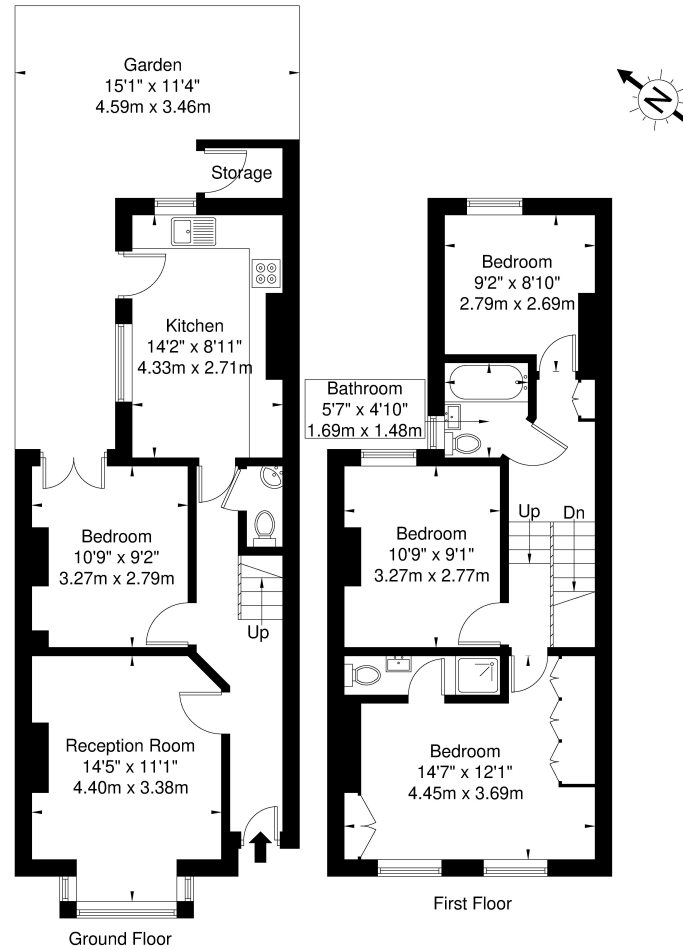 Garden
15'1" x 11'4"
4.59m x 3.46m
N
Storage
Kitchen
14'2" x 8'11"
4.33m x 2.71m
Bedroom
10'9" x 9'2"
3.27m x 2.79m
Up
Reception Room
14'5" x 11'1"
4.40m x 3.38m
Ground Floor
Bedroom
9'2" x 8'10"
2.79m x 2.69m
Bathroom
5'7" x 4'10"
1.69m x 1.48m
Bedroom
10'9" x 9'1"
3.27m x 2.77m
Up
Dn
Bedroom
14'7" x 12'1"
4.45m x 3.69m
First Floor